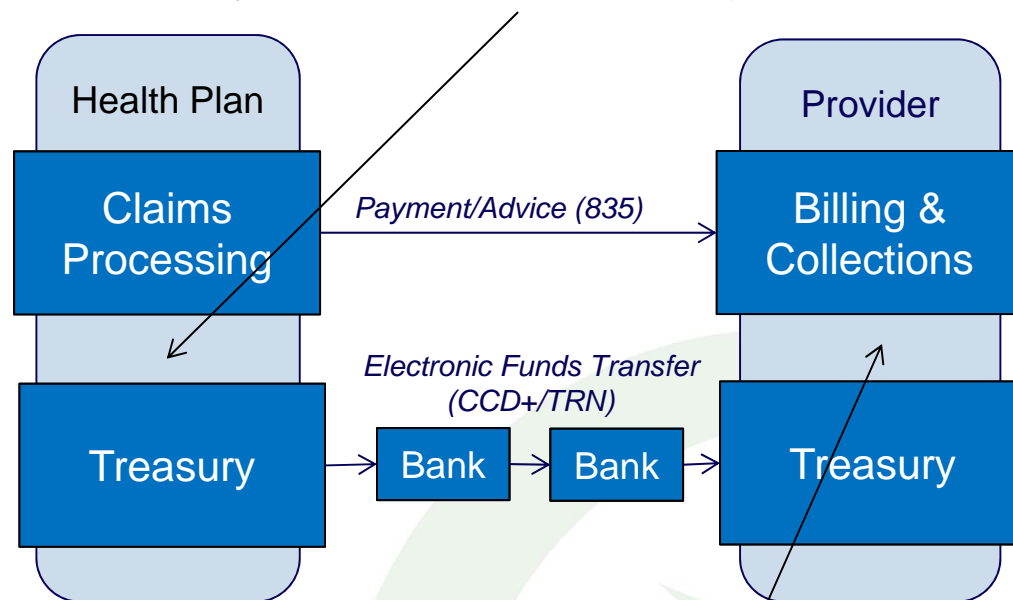 Health Plan
Provider
Claims
Processing
Payment/Advice (835)
Billing &
Collections
Electronic Funds Transfer
(CCD+/TRN)
Treasury
Bank
Bank
Treasury